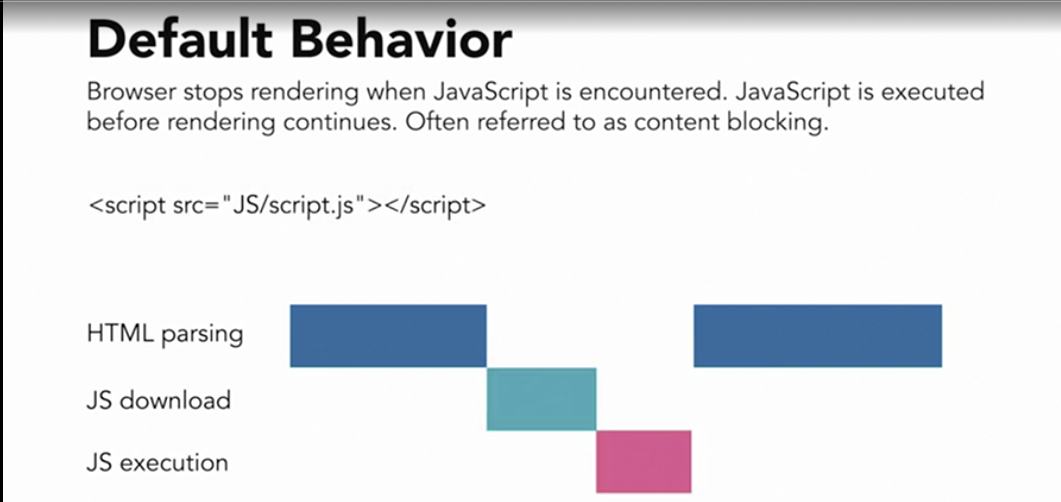 Default Behavior
Browser stops rendering when JavaScript is encountered. JavaScript is executed
before rendering continues. Often referred to as content blocking.
<script src="JS/script.js"></script>
HTML parsing
JS download
JS execution